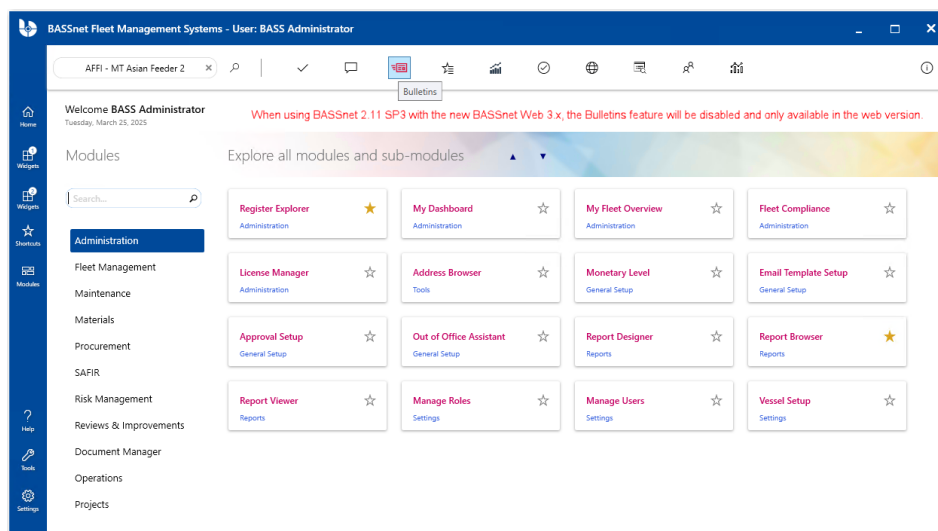 BASSnet Fleet Management Systems - User: BASS Administrator
AFFI - MT Asian Feeder 2
Bulletins
Welcome BASS Administrator
Tuesday, March 25, 2025
When using BASSnet 2.11 SP3 with the new BASSnet Web 3.x, the Bulletins feature will be disabled and only available in the web version.
Home
1
Widgets
2
Widgets
Shortcuts
Modules
Help
Tools
Settings
Modules
Explore all modules and sub-modules
Search...
Administration
Fleet Management
Maintenance
Materials
Procurement
SAFIR
Risk Management
Reviews & Improvements
Document Manager
Operations
Projects
Register Explorer
Administration
My Dashboard
Administration
My Fleet Overview
Administration
Fleet Compliance
Administration
License Manager
Administration
Address Browser
Tools
Monetary Level
General Setup
Email Template Setup
General Setup
Approval Setup
General Setup
Out of Office Assistant
General Setup
Report Designer
Reports
Report Browser
Reports
Report Viewer
Reports
Manage Roles
Settings
Manage Users
Settings
Vessel Setup
Settings